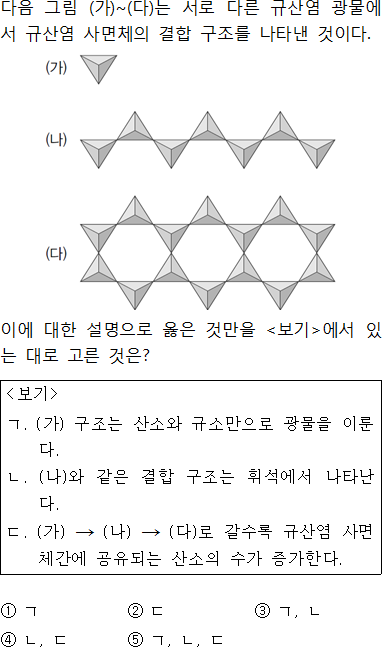 다음 그림 (가)~(다)는 서로 다른 규산염 광물에
서 규산염 사면체의 결합 구조를 나타낸 것이다.
(가)
(나)
(다)
이에 대한 설명으로 옳은 것만을 <보기>에서 있
는 대로 고른 것은?
<보기>
ㄱ. (가) 구조는 산소와 규소만으로 광물을 이룬
다.
ㄴ. (나)와 같은 결합 구조는 휘석에서 나타난
다.
ㄷ. (가) → (나) → (다)로 갈수록 규산염 사면
체간에 공유되는 산소의 수가 증가한다.
① ㄱ ② ㄷ ③ ㄱ, ㄴ
④ ㄴ, ㄷ ⑤ ㄱ, ㄴ, ㄷ